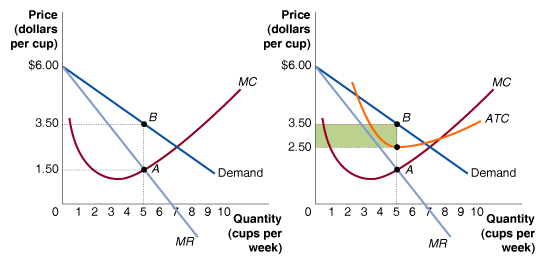 Price
(dollars
per cup)
$6.00
3.50
1.50
MC
B
A
Demand
MR
0 1 2 3 4 5 6 7 8 9 10
Quantity
(cups per
week)
Price
(dollars
per cup)
$6.00
3.50
2.50
MC
ATC
B
A
Demand
MR
0 1 2 3 4 5 6 7 8 9 10
Quantity
(cups per
week)